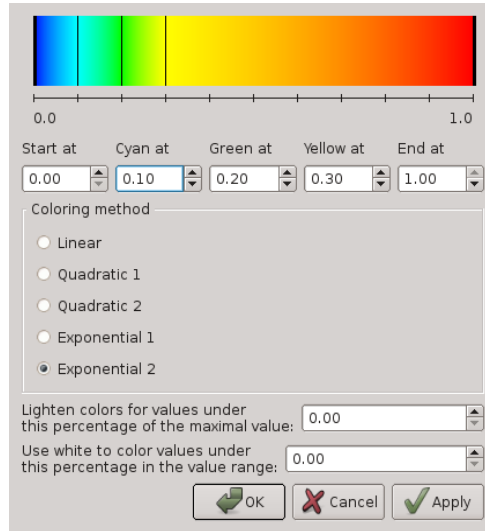 0.0 1.0
Start at Cyan at Green at Yellow at End at
0.00 0.10 0.20 0.30 1.00
Coloring method
Linear
Quadratic 1
Quadratic 2
Exponential 1
Exponential 2
Lighten colors for values under
this percentage of the maximal value: 0.00
Use white to color values under
this percentage in the value range: 0.00
OK Cancel Apply